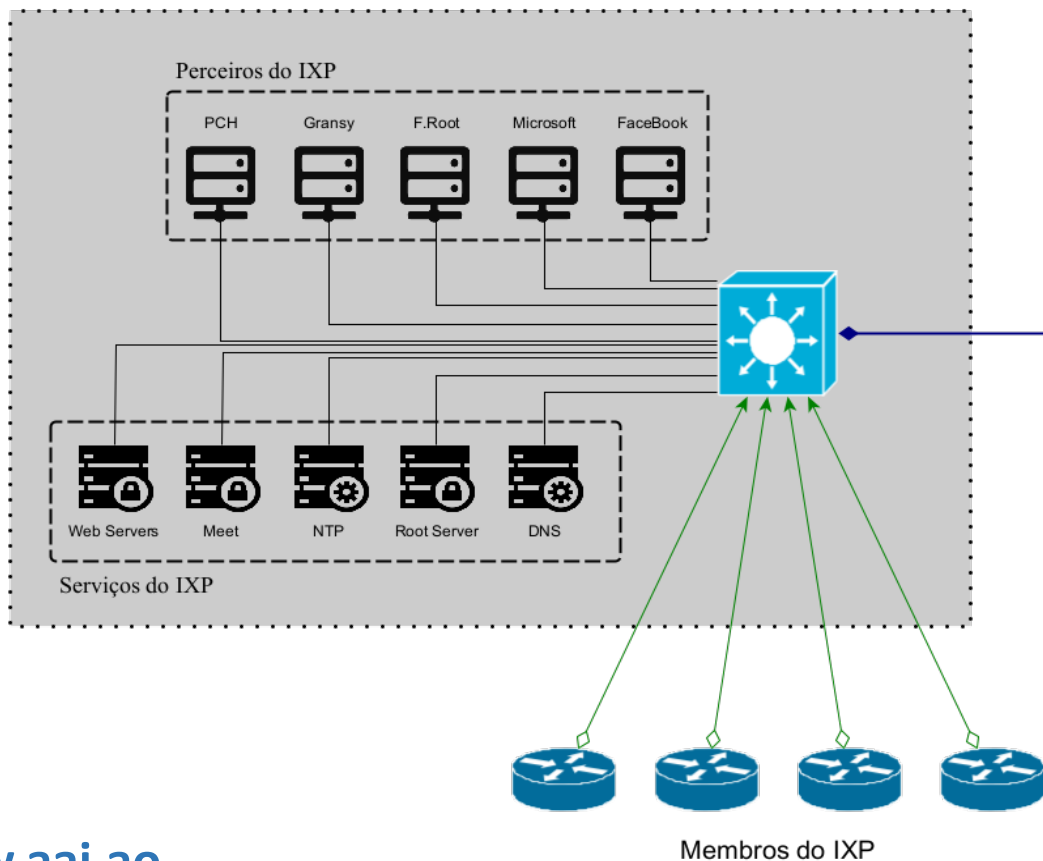 Perceiros do IXP
PCH Gransy F.Root Microsoft FaceBook
Web Servers Meet NTP Root Server DNS
Serviços do IXP
Membros do IXP